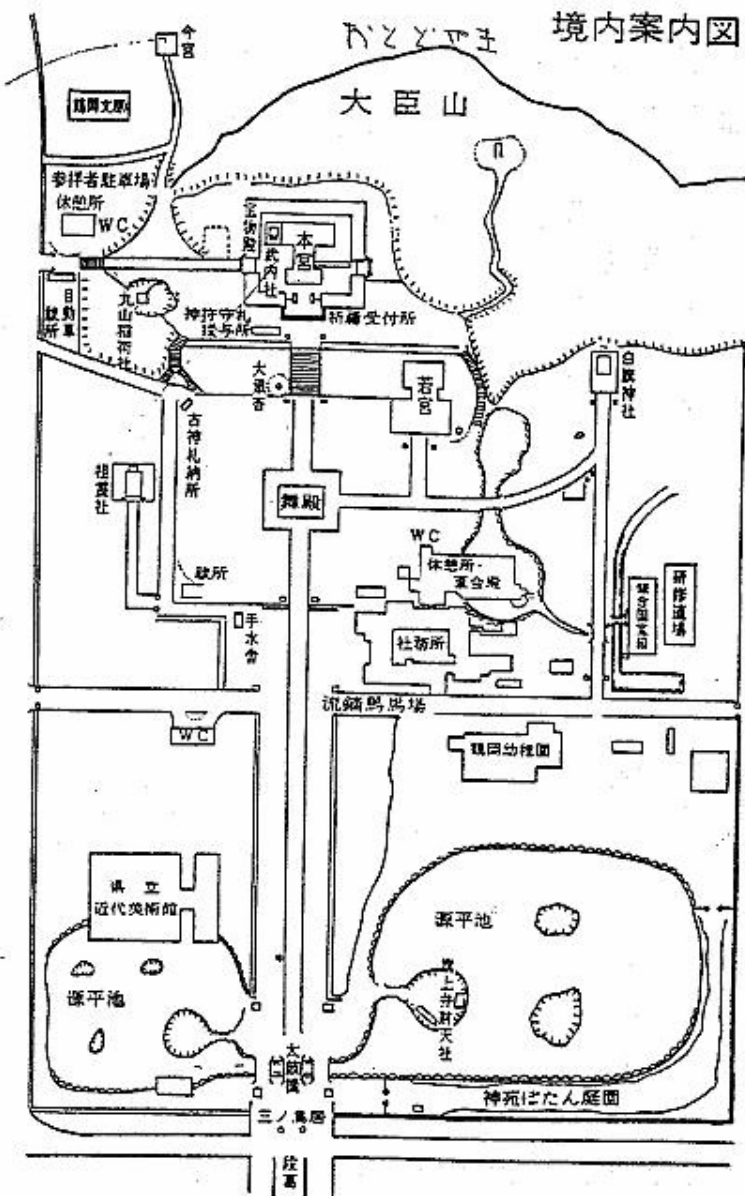 境内案内図
おとどやま
大臣山
今宮
鶴岡文庫
参拝者駐車場
休憩所
WC
宝物殿
武内社
本宮
自動車
祓所
丸山稲荷社
神符守札
授与所
祈祷受付所
大銀杏
若宮
白旗神社
古神札納所
祖霊社
舞殿
WC
休憩所・
直会殿
研修道場
祓所
手水舎
社務所
流鏑馬馬場
WC
鶴岡幼稚園
県立
近代美術館
源平池
源平池
旗上弁財天社
太鼓橋
神苑ぼたん庭園
三ノ鳥居
段葛